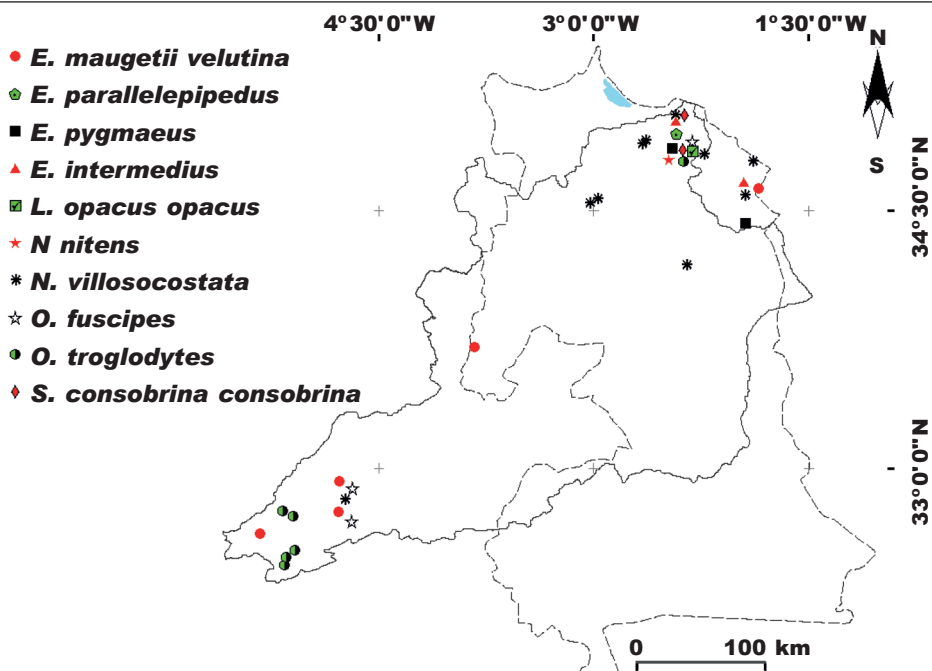 4°30'0"W 3°0'0"W 1°30'0"W
N
S
E. maugetii velutina
E. parallelepipedus
E. pygmaeus
E. intermedius
L. opacus opacus
N nitens
N. villosocostata
O. fuscipes
O. troglodytes
S. consobrina consobrina
34°30'0"N
33°0'0"N
0 100 km